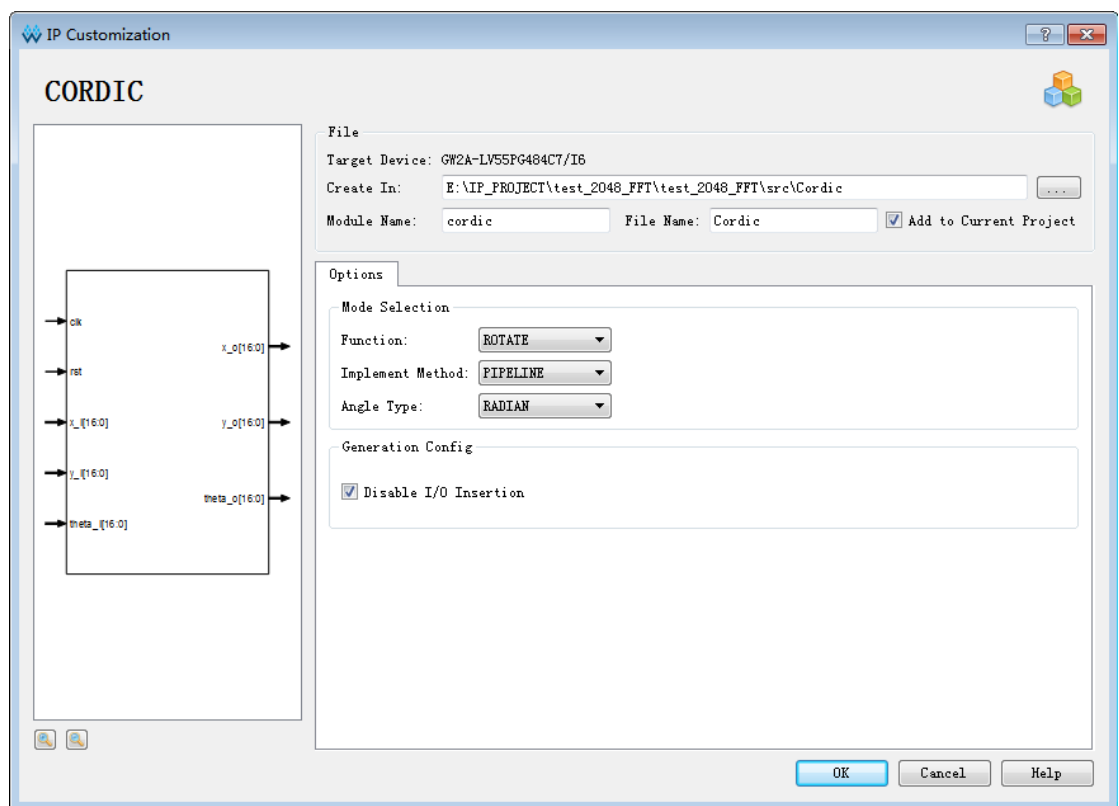 IP Customization
CORDIC
File
Target Device: GW2A-LV55PG484C7/I6
Create In: E:\IP_PROJECT\test_2048_FFT\test_2048_FFT\src\Cordic ...
Module Name: cordic File Name: Cordic Add to Current Project
Options
Mode Selection
Function: ROTATE
Implement Method: PIPELINE
Angle Type: RADIAN
Generation Config
Disable I/O Insertion
clk
rst
x_i[16:0]
y_i[16:0]
theta_i[16:0]
x_o[16:0]
y_o[16:0]
theta_o[16:0]
OK Cancel Help